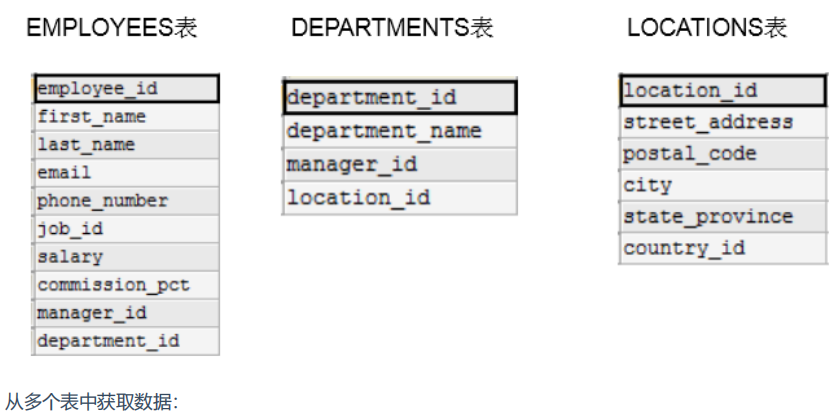 EMPLOYEES表
DEPARTMENTS表
LOCATIONS表
employee_id
first_name
last_name
email
phone_number
job_id
salary
commission_pct
manager_id
department_id
department_id
department_name
manager_id
location_id
location_id
street_address
postal_code
city
state_province
country_id
从多个表中获取数据：